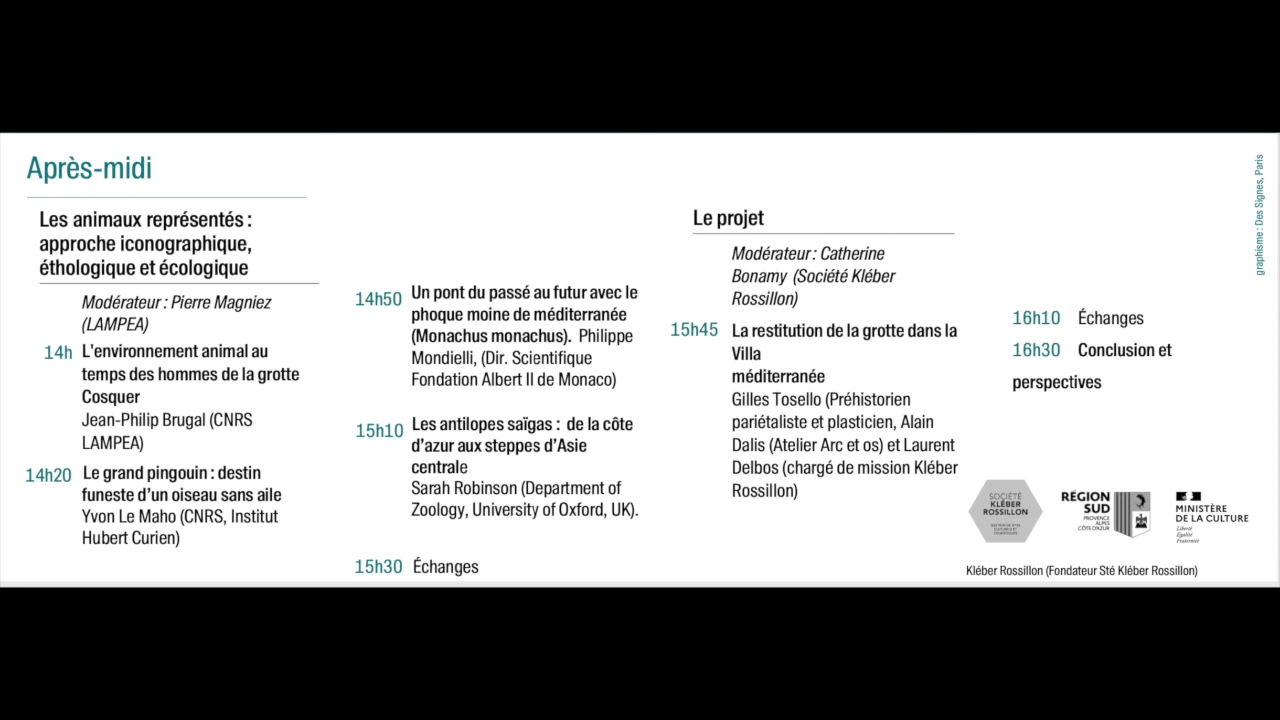 Après-midi
Les animaux représentés :
approche iconographique,
éthologique et écologique
Modérateur : Pierre Magniez
(LAMPEA)
14h L'environnement animal au
temps des hommes de la grotte
Cosquer
Jean-Philip Brugal (CNRS
LAMPEA)
14h20 Le grand pingouin : destin
funeste d'un oiseau sans aile
Yvon Le Maho (CNRS, Institut
Hubert Curien)
14h50 Un pont du passé au futur avec le
phoque moine de méditerranée
(Monachus monachus). Philippe
Mondielli, (Dir. Scientifique
Fondation Albert II de Monaco)
15h10 Les antilopes saïgas : de la côte
d'azur aux steppes d'Asie
centrale
Sarah Robinson (Department of
Zoology, University of Oxford, UK).
15h30 Échanges
Le projet
Modérateur : Catherine
Bonamy (Société Kléber
Rossillon)
15h45 La restitution de la grotte dans la
Villa
méditerranée
Gilles Tosello (Préhistorien
pariétaliste et plasticien, Alain
Dalis (Atelier Arc et os) et Laurent
Delbos (chargé de mission Kléber
Rossillon)
16h10 Échanges
16h30 Conclusion et
perspectives
SOCIÉTÉ
KLÉBER
ROSSILLON
RÉGION
SUD
PROVENCE
ALPES
CÔTE D'AZUR
MINISTÈRE
DE LA CULTURE
Liberté
Égalité
Fraternité
Kléber Rossillon (Fondateur Sté Kléber Rossillon)
graphisme : Des Signes, Paris